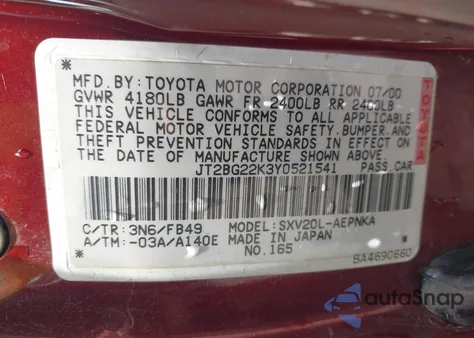 MFD. BY: TOYOTA MOTOR CORPORATION 07/00
GVWR 4180LB GAWR FR 2400LB RR 2400LB
THIS VEHICLE CONFORMS TO ALL APPLICABLE
FEDERAL MOTOR VEHICLE SAFETY, BUMPER, AND
THEFT PREVENTION STANDARDS IN EFFECT ON
THE DATE OF MANUFACTURE SHOWN ABOVE.
JT2BG22K3Y0521541 PASS. CAR
C/TR: 3N6/FB49 MODEL: SXV20L-AEPNKA
A/TM: -03A/A140E MADE IN JAPAN
NO.165
BA4690660
TOYOTA
autoSnap